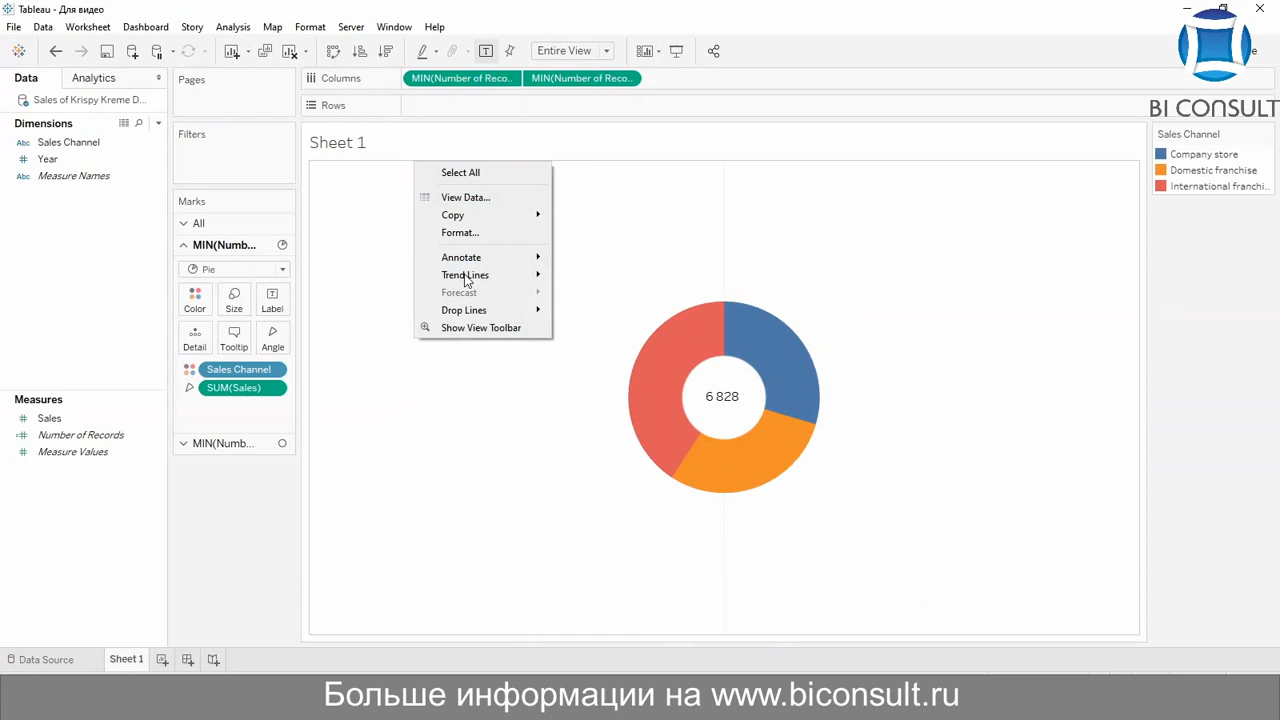 Tableau - Для видео
File Data Worksheet Dashboard Story Analysis Map Format Server Window Help
Entire View
BI CONSULT
Data Analytics
Sales of Krispy Kreme D...
Dimensions
Abc Sales Channel
# Year
Abc Measure Names
Measures
# Sales
# Number of Records
# Measure Values
Pages
Filters
Marks
All
MIN(Numb...
Pie
Color Size Label
Detail Tooltip Angle
Sales Channel
SUM(Sales)
MIN(Numb...
Columns MIN(Number of Reco.. MIN(Number of Reco..
Rows
Sheet 1
Select All
View Data...
Copy
Format...
Annotate
Trend Lines
Forecast
Drop Lines
Show View Toolbar
6 828
Sales Channel
Company store
Domestic franchise
International franchi..
Data Source Sheet 1
Больше информации на www.biconsult.ru